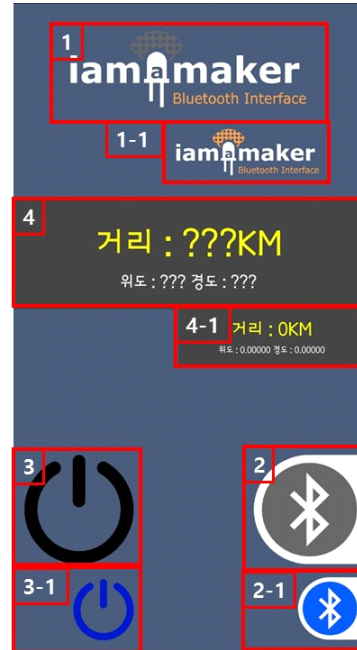 1
iamamaker
Bluetooth Interface
1-1
iamamaker
Bluetooth Interface
4
거리 : ???KM
위도 : ??? 경도 : ???
4-1
거리 : 0KM
위도 : 0.00000 경도 : 0.00000
3
2
3-1
2-1